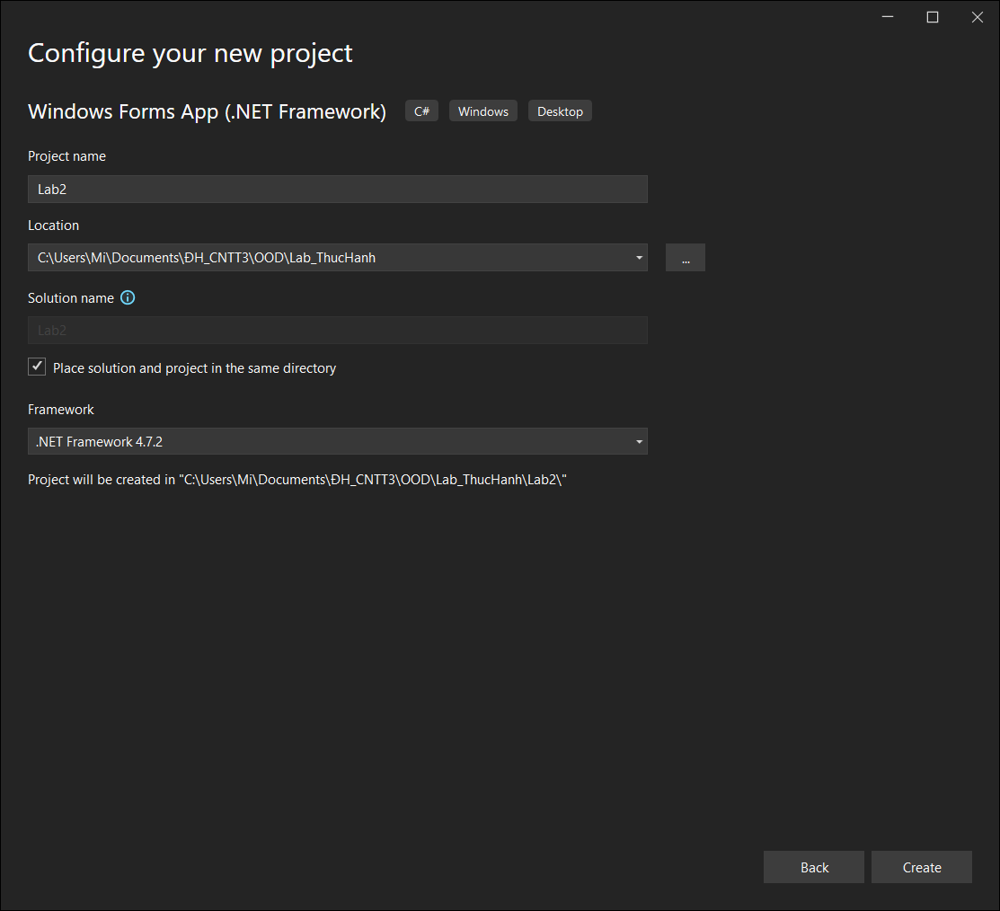 Configure your new project
Windows Forms App (.NET Framework) C# Windows Desktop
Project name
Lab2
Location
C:\Users\Mi\Documents\ĐH_CNTT3\OOD\Lab_ThucHanh
...
Solution name
Lab2
Place solution and project in the same directory
Framework
.NET Framework 4.7.2
Project will be created in "C:\Users\Mi\Documents\ĐH_CNTT3\OOD\Lab_ThucHanh\Lab2\"
Back Create